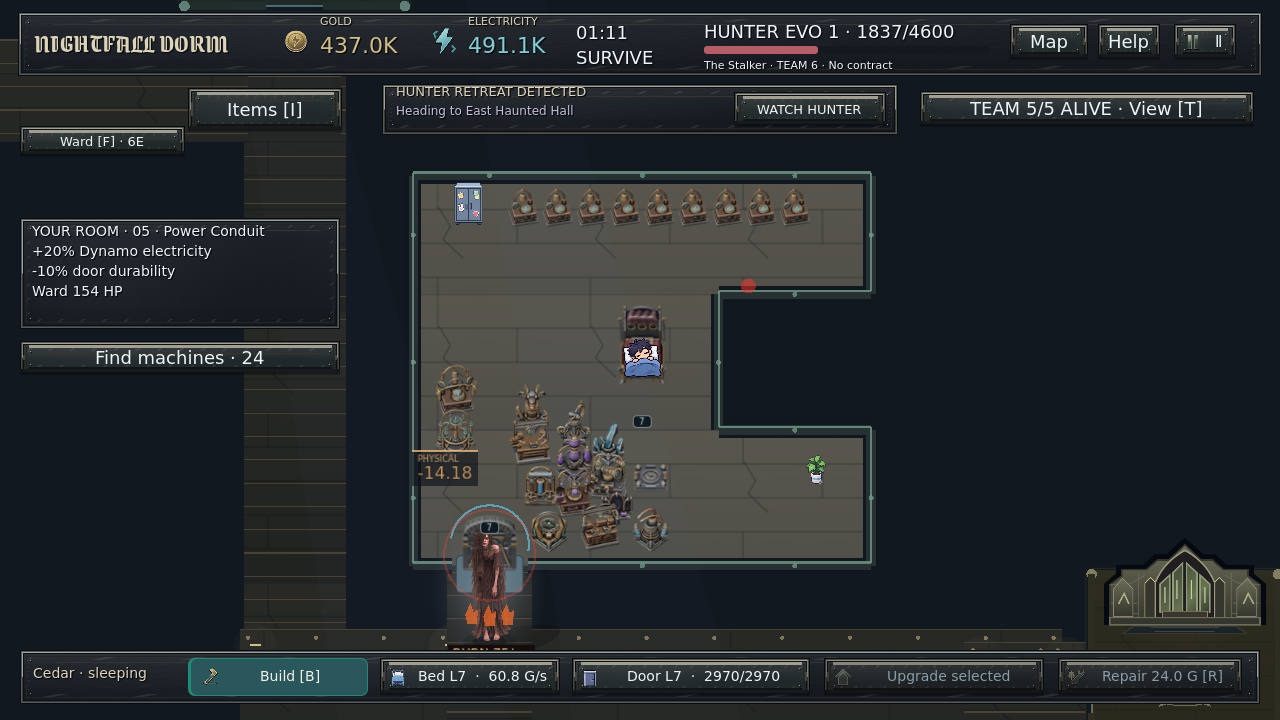 NIGHTFALL DORM
GOLD
437.0K
ELECTRICITY
491.1K
01:11
SURVIVE
HUNTER EVO 1 · 1837/4600
The Stalker · TEAM 6 · No contract
Map
Help
II
Items [I]
Ward [F] · 6E
HUNTER RETREAT DETECTED
Heading to East Haunted Hall
WATCH HUNTER
TEAM 5/5 ALIVE · View [T]
YOUR ROOM · 05 · Power Conduit
+20% Dynamo electricity
-10% door durability
Ward 154 HP
Find machines · 24
7
PHYSICAL
-14.18
7
Cedar · sleeping
Build [B]
Bed L7 · 60.8 G/s
Door L7 · 2970/2970
Upgrade selected
Repair 24.0 G [R]